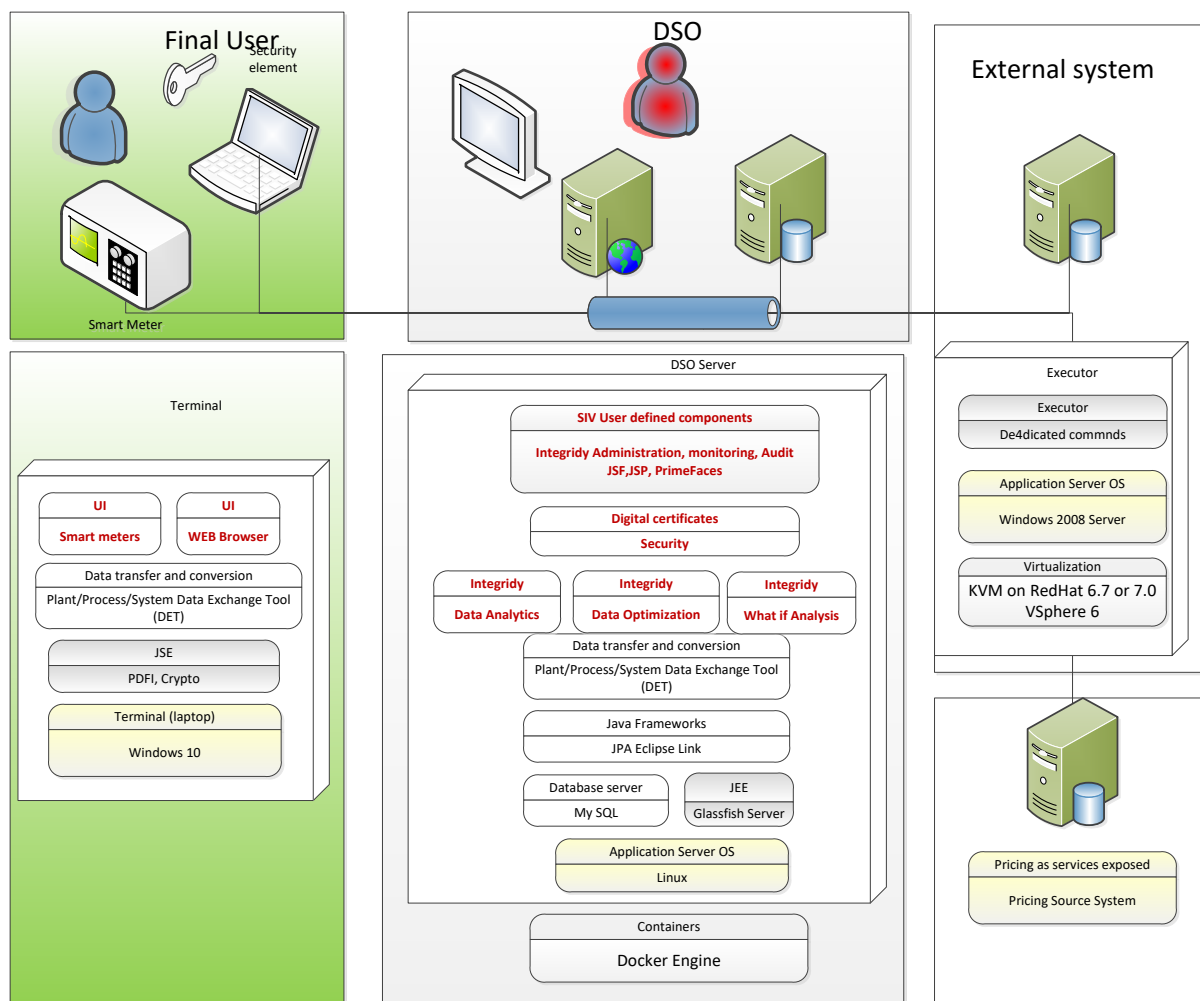 Final User
Security
element
Smart Meter
DSO
External system
Terminal
UI
Smart meters
UI
WEB Browser
Data transfer and conversion
Plant/Process/System Data Exchange Tool
(DET)
JSE
PDFI, Crypto
Terminal (laptop)
Windows 10
DSO Server
SIV User defined components
Integridy Administration, monitoring, Audit
JSF,JSP, PrimeFaces
Digital certificates
Security
Integridy
Data Analytics
Integridy
Data Optimization
Integridy
What if Analysis
Data transfer and conversion
Plant/Process/System Data Exchange Tool
(DET)
Java Frameworks
JPA Eclipse Link
Database server
My SQL
JEE
Glassfish Server
Application Server OS
Linux
Containers
Docker Engine
Executor
Executor
De4dicated commnds
Application Server OS
Windows 2008 Server
Virtualization
KVM on RedHat 6.7 or 7.0
VSphere 6
Pricing as services exposed
Pricing Source System